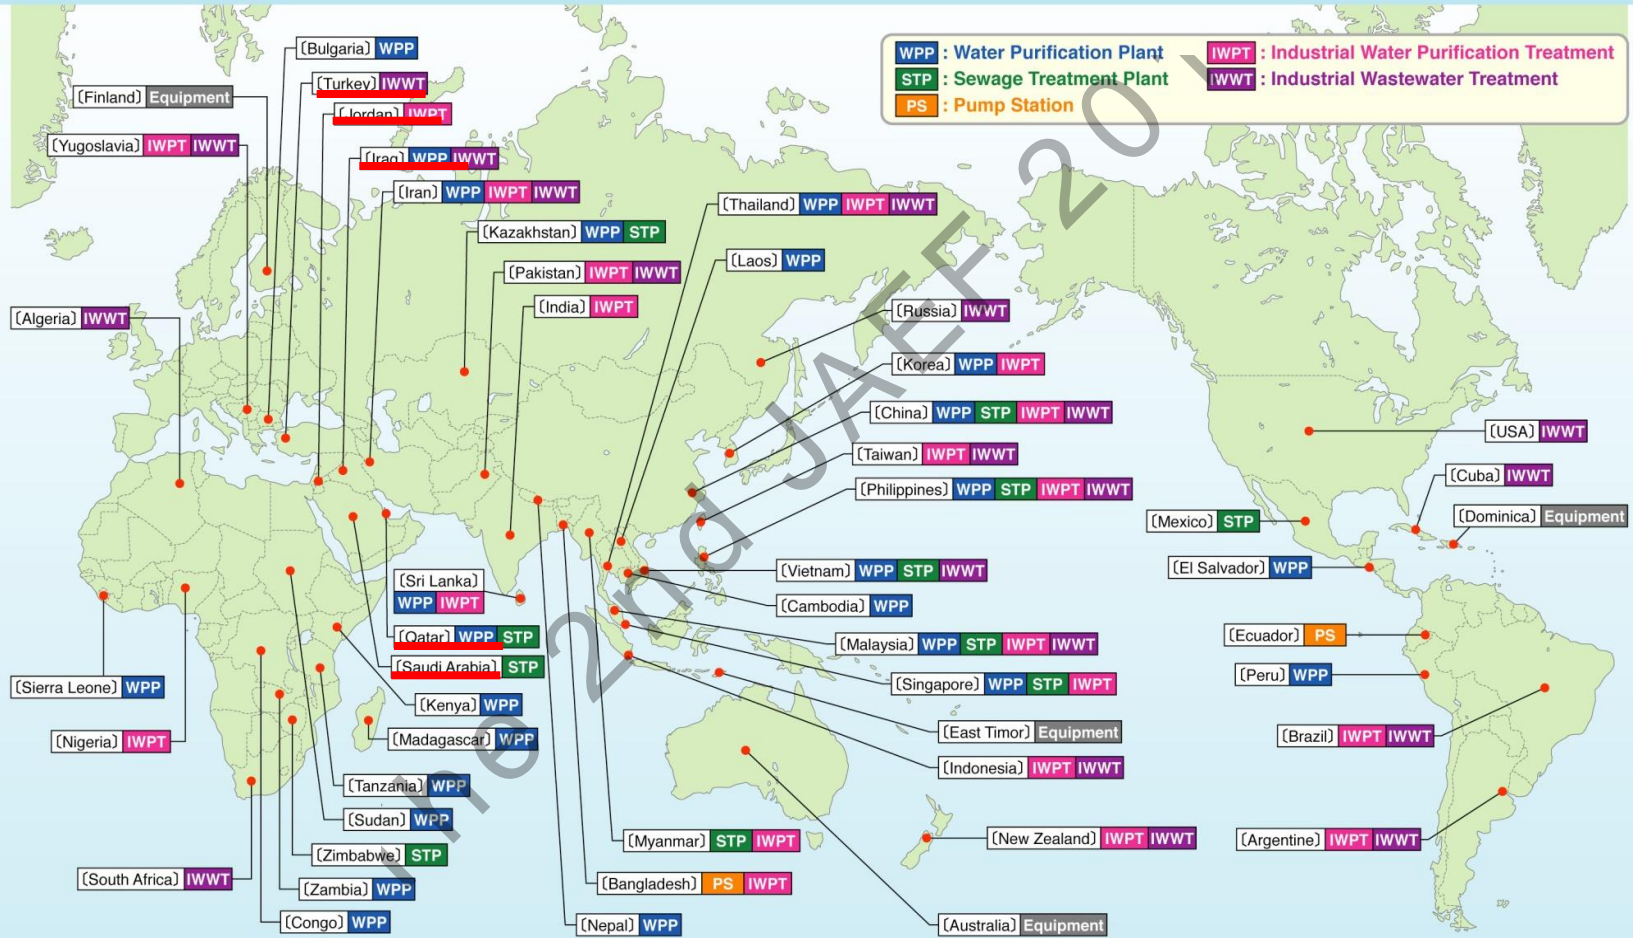 WPP : Water Purification Plant
IWPT : Industrial Water Purification Treatment
STP : Sewage Treatment Plant
IWWT : Industrial Wastewater Treatment
PS : Pump Station
(Bulgaria) WPP
(Turkey) IWWT
(Finland) Equipment
(Jordan) IWPT
(Yugoslavia) IWPT IWWT
(Iraq) WPP IWWT
(Iran) WPP IWPT IWWT
(Thailand) WPP IWPT IWWT
(Kazakhstan) WPP STP
(Laos) WPP
(Pakistan) IWPT IWWT
(India) IWPT
(Algeria) IWWT
(Russia) IWWT
(Korea) WPP IWPT
(China) WPP STP IWPT IWWT
(USA) IWWT
(Taiwan) IWPT IWWT
(Cuba) IWWT
(Philippines) WPP STP IWPT IWWT
(Dominica) Equipment
(Mexico) STP
(El Salvador) WPP
(Vietnam) WPP STP IWWT
(Sri Lanka)
WPP IWPT
(Cambodia) WPP
(Qatar) WPP STP
(Ecuador) PS
(Malaysia) WPP STP IWPT IWWT
(Saudi Arabia) STP
(Peru) WPP
(Singapore) WPP STP IWPT
(Sierra Leone) WPP
(Kenya) WPP
(East Timor) Equipment
(Brazil) IWPT IWWT
(Nigeria) IWPT
(Madagascar) WPP
(Indonesia) IWPT IWWT
(Tanzania) WPP
(Sudan) WPP
(Myanmar) STP IWPT
(New Zealand) IWPT IWWT
(Argentine) IWPT IWWT
(Zimbabwe) STP
(South Africa) IWWT
(Zambia) WPP
(Bangladesh) PS IWPT
(Congo) WPP
(Nepal) WPP
(Australia) Equipment
he 2nd JAEF 20